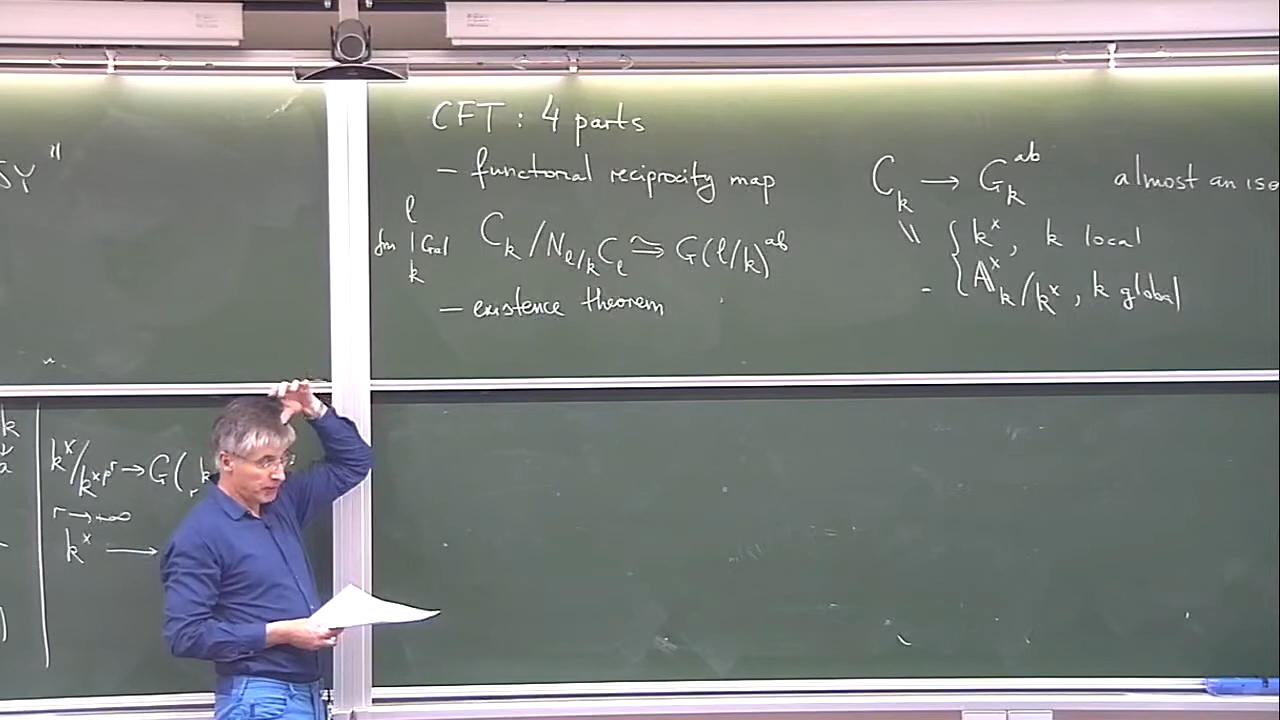 CFT : 4 parts
– functorial reciprocity map
C_k → G_k^ab almost an iso
k^×, k local
A_k^×/k^×, k global
l
fin | Gal
k
C_k/N_{l/k}C_l ⥲ G(l/k)^ab
– existence theorem
k^×/k^{×p^r} → G(
r → +∞
k^× →